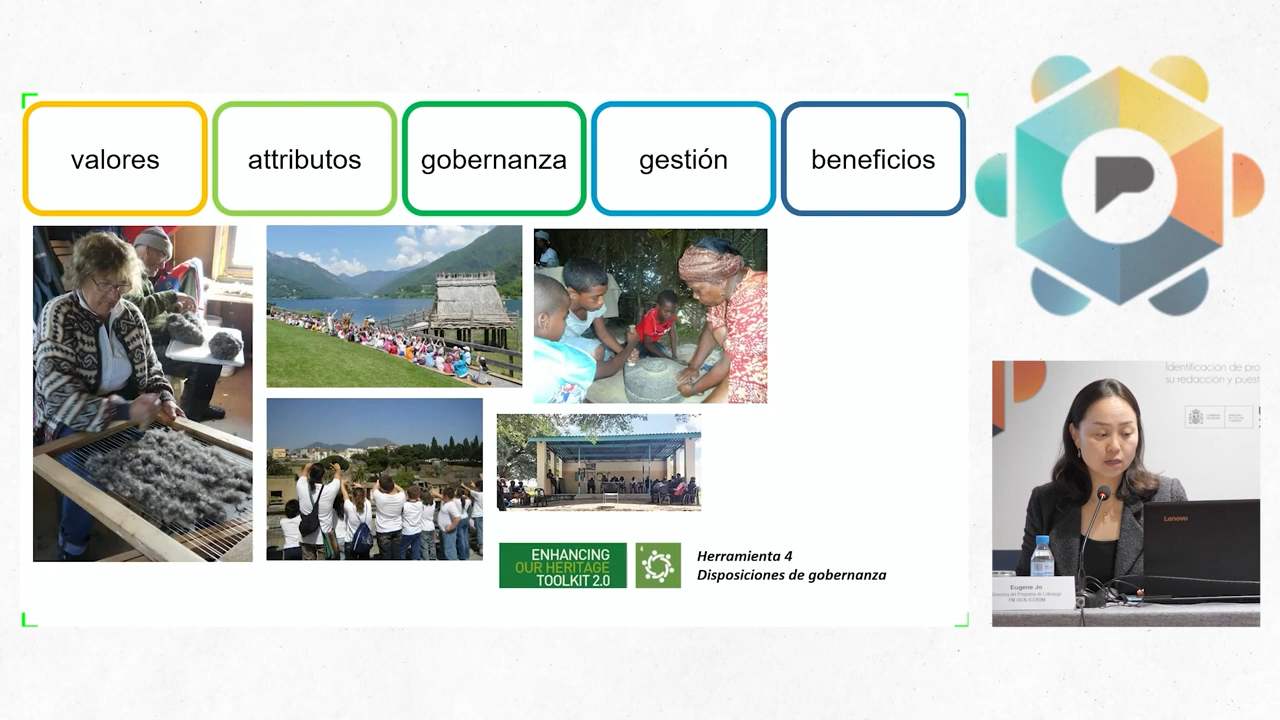 valores
attributos
gobernanza
gestión
beneficios
ENHANCING
OUR HERITAGE
TOOLKIT 2.0
Herramienta 4
Disposiciones de gobernanza
Identificación de pro
su redacción y puest
Lenovo
Eugene Jo